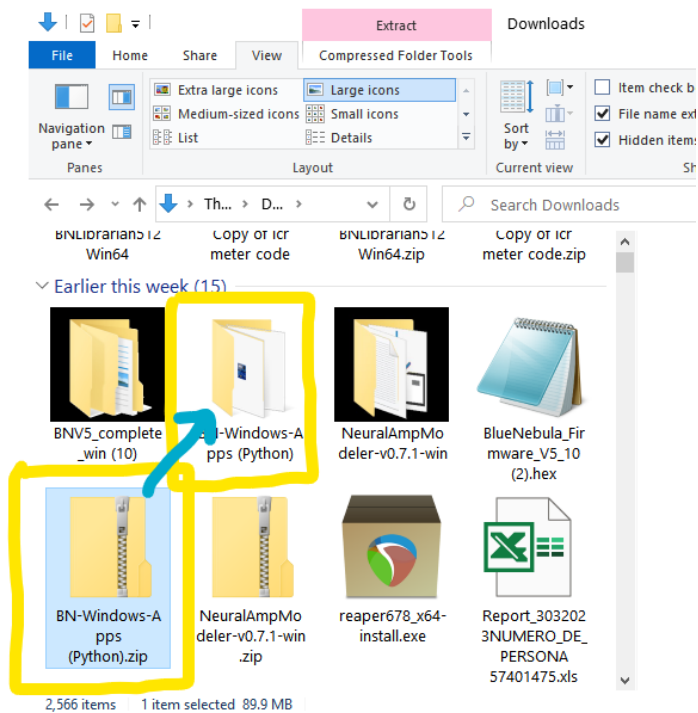 Extract
Downloads
File
Home
Share
View
Compressed Folder Tools
Extra large icons
Large icons
Medium-sized icons
Small icons
List
Details
Navigation
pane
Sort
by
Item check b
File name ext
Hidden items
Panes
Layout
Current view
Sh
Th...
D...
Search Downloads
BNLibrarian512
Win64
Copy of lcr
meter code
BNLibrarian512
Win64.zip
Copy of lcr
meter code.zip
Earlier this week (15)
BNV5_complete
_win (10)
BN-Windows-A
pps (Python)
NeuralAmpMo
deler-v0.7.1-win
BlueNebula_Fir
mware_V5_10
(2).hex
BN-Windows-A
pps
(Python).zip
NeuralAmpMo
deler-v0.7.1-win
.zip
reaper678_x64-
install.exe
Report_303202
3NUMERO_DE_
PERSONA
57401475.xls
2,566 items
1 item selected 89.9 MB